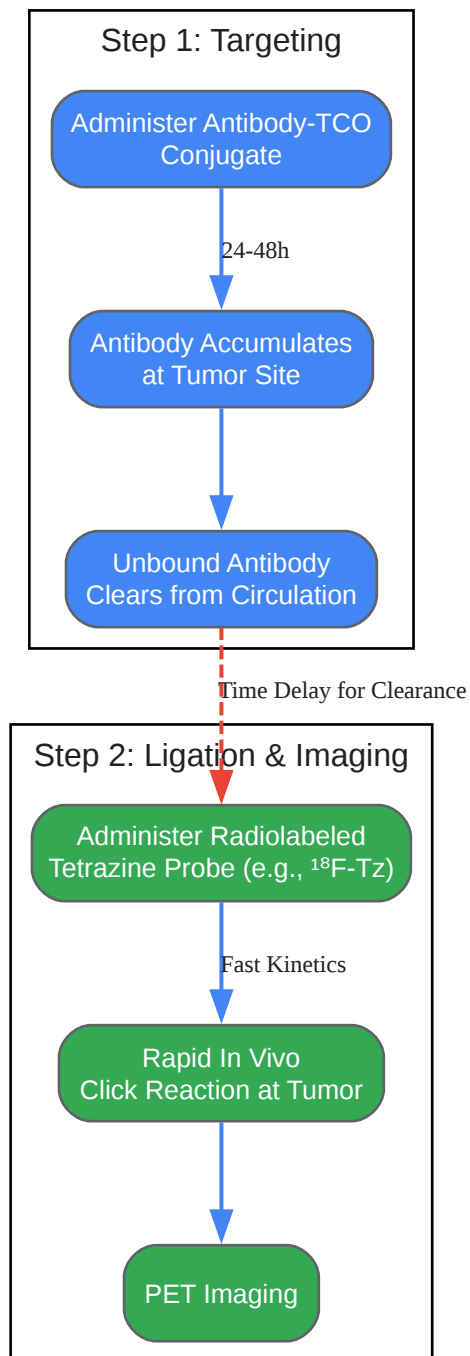 Step 1: Targeting
Administer Antibody-TCO
Conjugate
24-48h
Antibody Accumulates
at Tumor Site
Unbound Antibody
Clears from Circulation
Time Delay for Clearance
Step 2: Ligation & Imaging
Administer Radiolabeled
Tetrazine Probe (e.g., ¹⁸F-Tz)
Fast Kinetics
Rapid In Vivo
Click Reaction at Tumor
PET Imaging